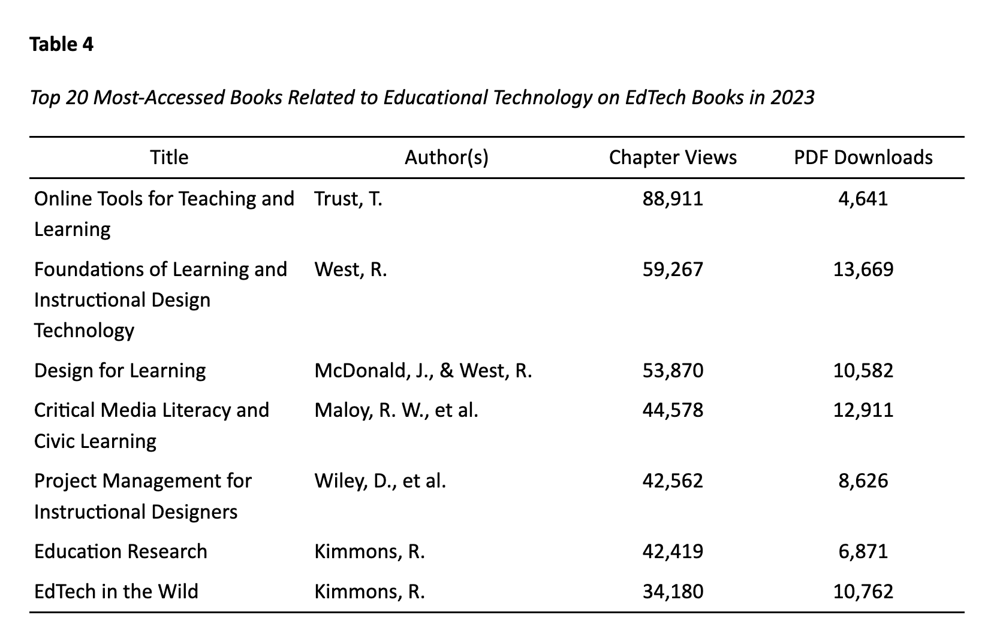 Table 4
Top 20 Most-Accessed Books Related to Educational Technology on EdTech Books in 2023
Title Author(s) Chapter Views PDF Downloads
Online Tools for Teaching and Trust, T. 88,911 4,641
Learning
Foundations of Learning and West, R. 59,267 13,669
Instructional Design
Technology
Design for Learning McDonald, J., & West, R. 53,870 10,582
Critical Media Literacy and Maloy, R. W., et al. 44,578 12,911
Civic Learning
Project Management for Wiley, D., et al. 42,562 8,626
Instructional Designers
Education Research Kimmons, R. 42,419 6,871
EdTech in the Wild Kimmons, R. 34,180 10,762